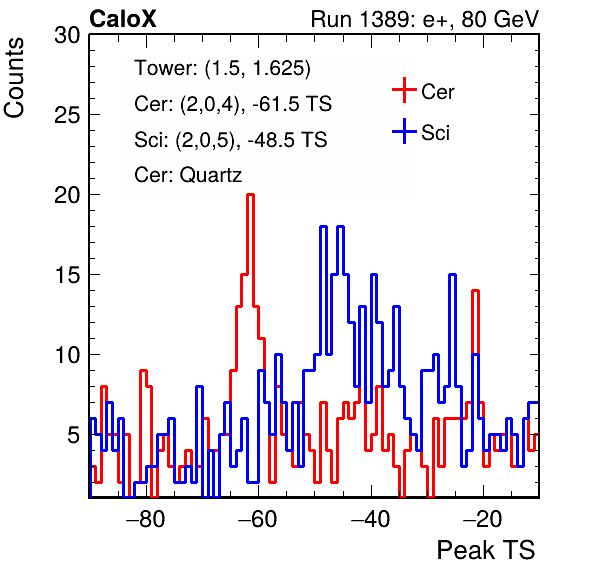 CaloX Run 1389: e+, 80 GeV
Counts
30
25
20
15
10
5
Tower: (1.5, 1.625)
Cer: (2,0,4), -61.5 TS
Sci: (2,0,5), -48.5 TS
Cer: Quartz
Cer
Sci
−80 −60 −40 −20
Peak TS